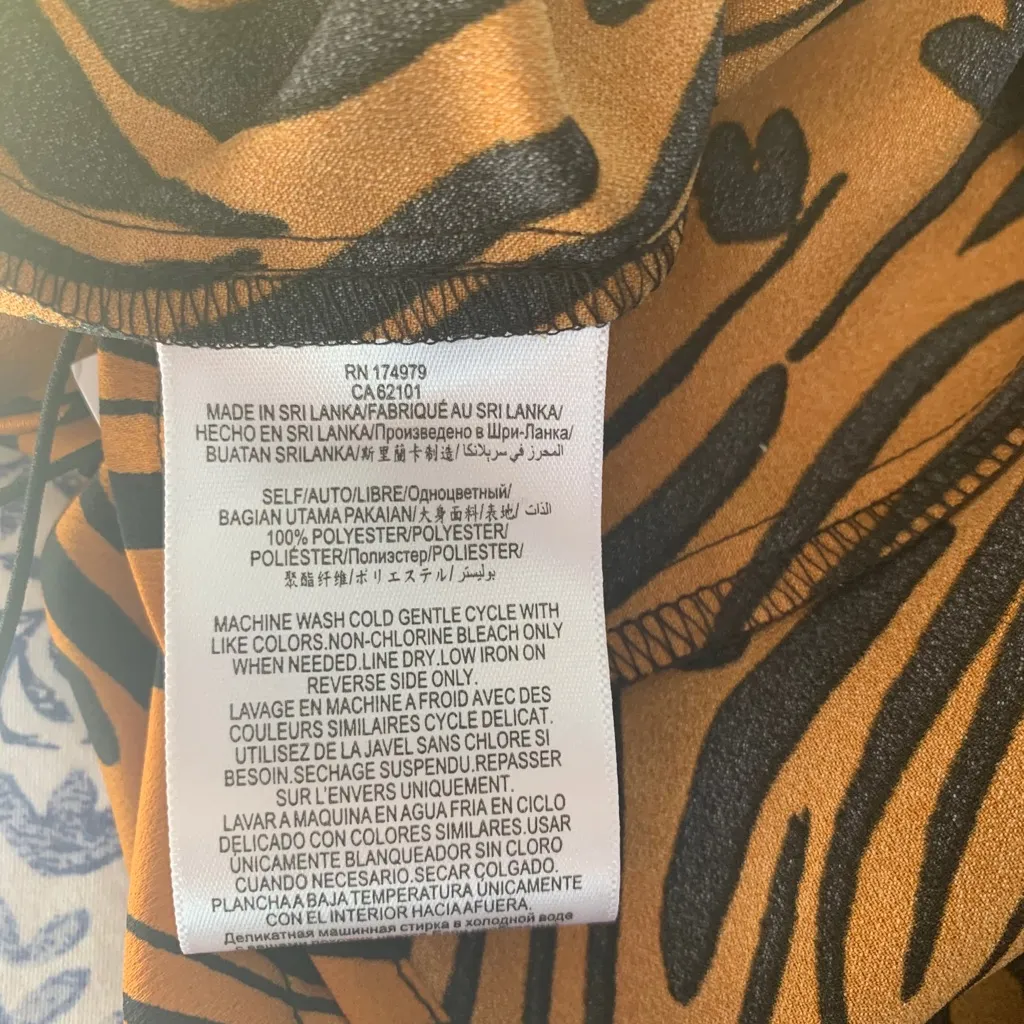 RN 174979
CA 62101
MADE IN SRI LANKA/FABRIQUÉ AU SRI LANKA/
HECHO EN SRI LANKA/Произведено в Шри-Ланка/
BUATAN SRILANKA/斯里蘭卡制造/المحرز في سريلانكا
SELF/AUTO/LIBRE/Одноцветный/
BAGIAN UTAMA PAKAIAN/大身面料/表地/الذات
100% POLYESTER/POLYESTER/
POLIÉSTER/Полиэстер/POLIESTER/
聚酯纤维/ポリエステル/بوليستر
MACHINE WASH COLD GENTLE CYCLE WITH
LIKE COLORS.NON-CHLORINE BLEACH ONLY
WHEN NEEDED.LINE DRY.LOW IRON ON
REVERSE SIDE ONLY.
LAVAGE EN MACHINE A FROID AVEC DES
COULEURS SIMILAIRES CYCLE DELICAT.
UTILISEZ DE LA JAVEL SANS CHLORE SI
BESOIN.SECHAGE SUSPENDU.REPASSER
SUR L'ENVERS UNIQUEMENT.
LAVAR A MAQUINA EN AGUA FRIA EN CICLO
DELICADO CON COLORES SIMILARES.USAR
ÚNICAMENTE BLANQUEADOR SIN CLORO
CUANDO NECESARIO.SECAR COLGADO.
PLANCHA A BAJA TEMPERATURA ÚNICAMENTE
CON EL INTERIOR HACIA AFUERA.
Деликатная машинная стирка в холодной воде